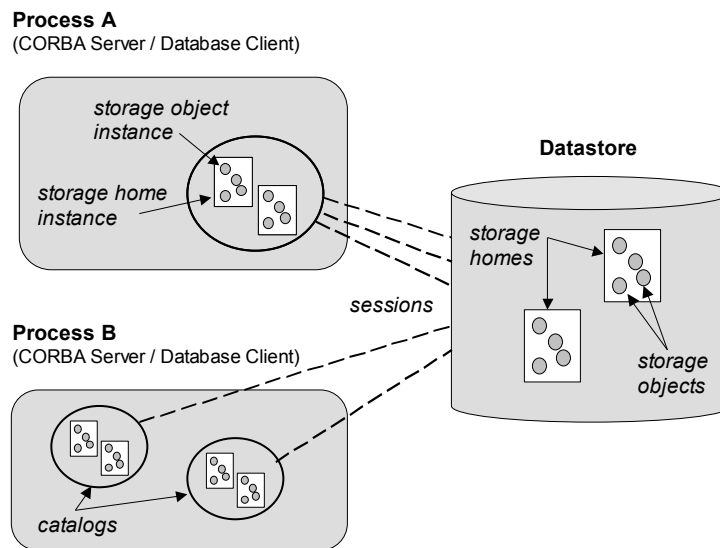 Process A
(CORBA Server / Database Client)
storage object
instance
storage home
instance
Datastore
storage
homes
storage
objects
sessions
Process B
(CORBA Server / Database Client)
catalogs